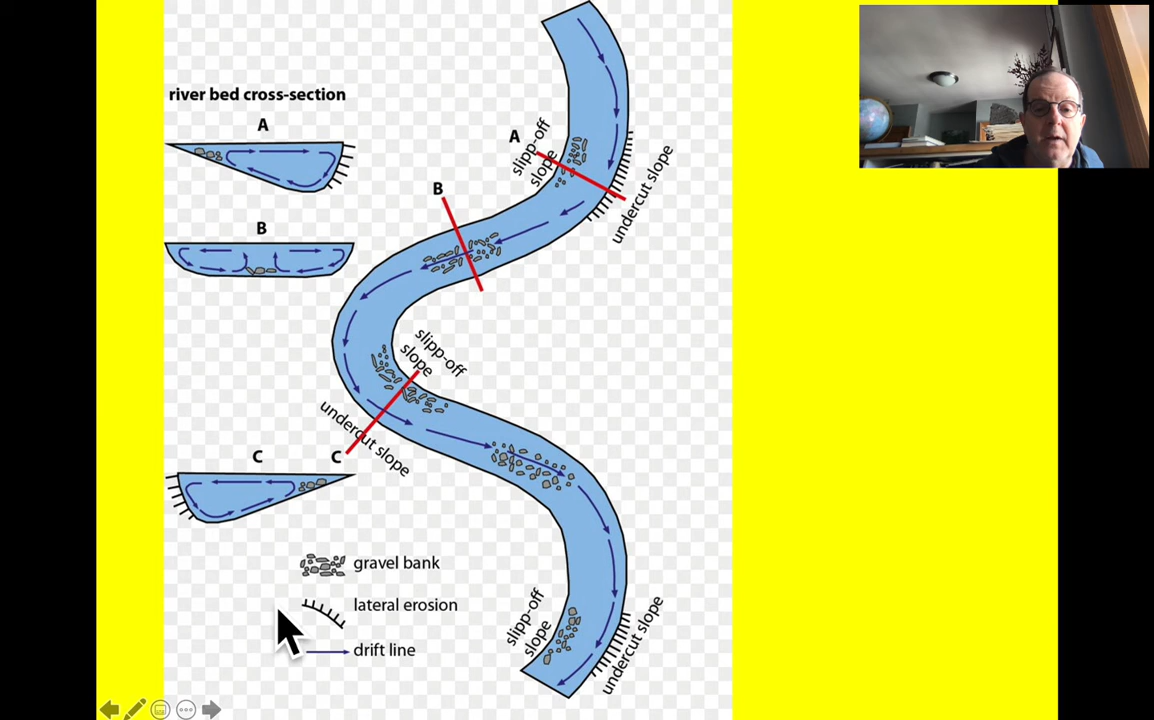 river bed cross-section
A
B
C
C
A
slipp-off
slope
undercut slope
B
slipp-off
slope
undercut slope
gravel bank
lateral erosion
drift line
slipp-off
slope
undercut slope